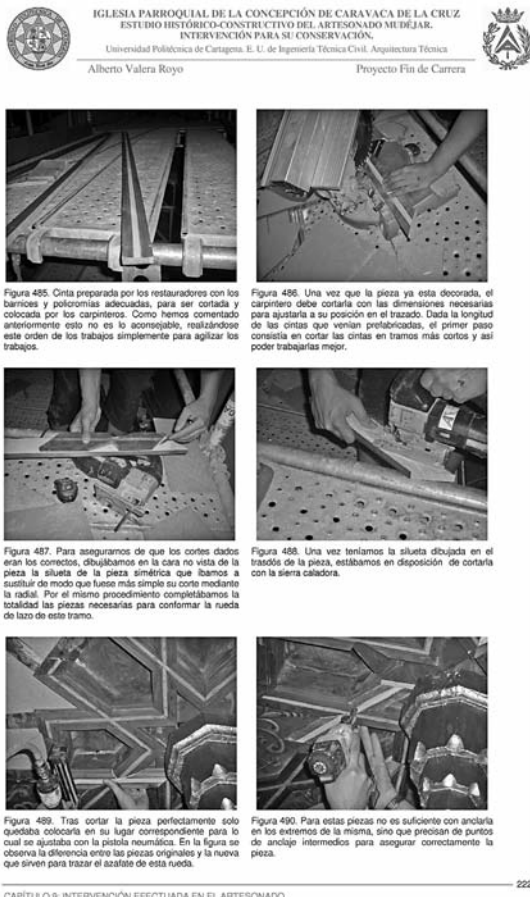 IGLESIA PARROQUIAL DE LA CONCEPCIÓN DE CARAVACA DE LA CRUZ
ESTUDIO HISTÓRICO-CONSTRUCTIVO DEL ARTESONADO MUDÉJAR.
INTERVENCIÓN PARA SU CONSERVACIÓN.
Universidad Politécnica de Cartagena. E. U. de Ingeniería Técnica Civil. Arquitectura Técnica
Alberto Valera Royo Proyecto Fin de Carrera
Figura 485. Cinta preparada por los restauradores con los
barnices y policromías adecuadas, para ser cortada y
colocada por los carpinteros. Como hemos comentado
anteriormente esto no es lo aconsejable, realizándose
este orden de los trabajos simplemente para agilizar los
trabajos.
Figura 486. Una vez que la pieza ya esta decorada, el
carpintero debe cortarla con las dimensiones necesarias
para ajustarla a su posición en el trazado. Dada la longitud
de las cintas que venían prefabricadas, el primer paso
consistía en cortar las cintas en tramos más cortos y así
poder trabajarlas mejor.
Figura 487. Para asegurarnos de que los cortes dados
eran los correctos, dibujábamos en la cara no vista de la
pieza la silueta de la pieza simétrica que íbamos a
sustituir de modo que fuese más simple su corte mediante
la radial. Por el mismo procedimiento completábamos la
totalidad las piezas necesarias para conformar la rueda
de lazo de este tramo.
Figura 488. Una vez teníamos la silueta dibujada en el
trasdós de la pieza, estábamos en disposición de cortarla
con la sierra caladora.
Figura 489. Tras cortar la pieza perfectamente solo
quedaba colocarla en su lugar correspondiente para lo
cual se ajustaba con la pistola neumática. En la figura se
observa la diferencia entre las piezas originales y la nueva
que sirven para trazar el azafate de esta rueda.
Figura 490. Para estas piezas no es suficiente con anclarla
en los extremos de la misma, sino que precisan de puntos
de anclaje intermedios para asegurar correctamente la
pieza.
222
CAPÍTULO 9: INTERVENCIÓN EFECTUADA EN EL ARTESONADO